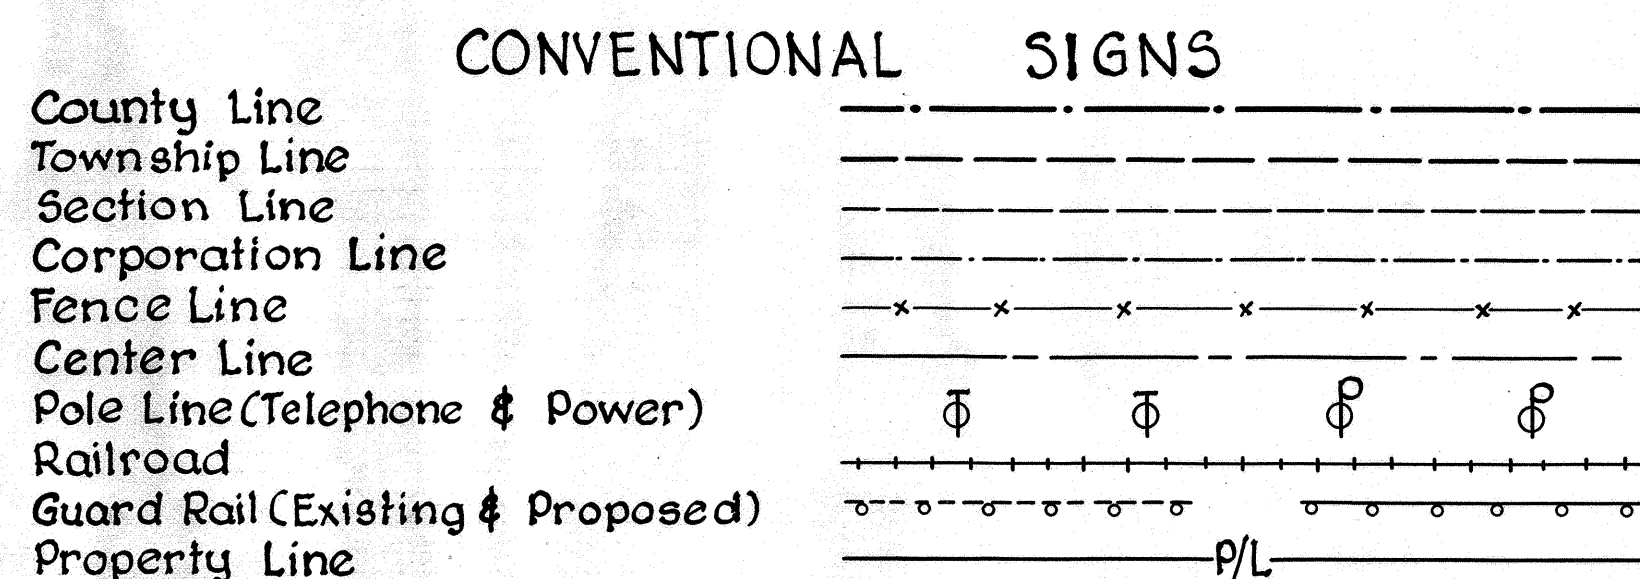 CONVENTIONAL SIGNS
County Line
Township Line
Section Line
Corporation Line
Fence Line
Center Line
Pole Line (Telephone & Power) T T P P
Railroad
Guard Rail (Existing & Proposed)
Property Line P/L